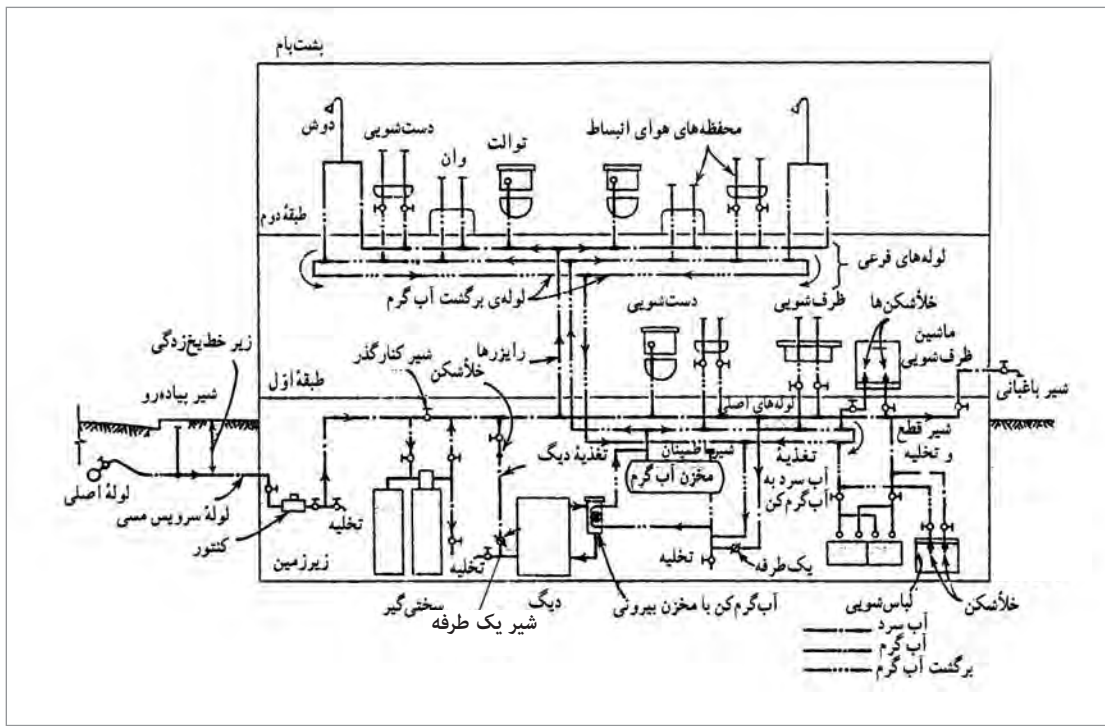 پشت‌بام
دوش
دست‌شویی
وان
توالت
محفظه‌های هوای انبساط
طبقهٔ دوم
لوله‌های فرعی
لوله‌ی برگشت آب گرم
دست‌شویی
ظرف‌شویی
خلأشکن‌ها
ماشین
ظرف‌شویی
زیر خط یخ‌زدگی
شیر پیاده‌رو
شیر کنارگذر
رایزرها
خلأشکن
طبقهٔ اوّل
شیر باغبانی
لوله‌های اصلی
شیر قطع
و تخلیه
لولهٔ اصلی
لولهٔ سرویس مسی
کنتور
تخلیه
تغذیهٔ دیگ
شیر اطمینان
مخزن آب گرم
تغذیهٔ
آب سرد به
آب‌گرم‌کن
زیرزمین
تخلیه
تخلیه
یک‌طرفه
سختی‌گیر
شیر یک طرفه
دیگ
آب‌گرم‌کن با مخزن بیرونی
لباس‌شویی
خلأشکن
آب سرد
آب گرم
برگشت آب گرم